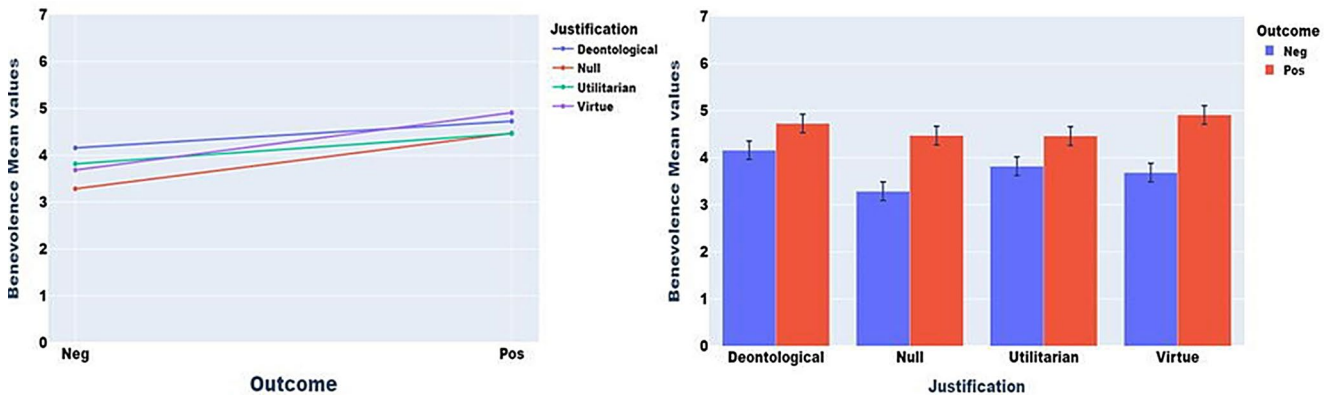 7
6
5
4
3
2
1
0
Benevolence Mean values
Neg
Pos
Outcome
Justification
Deontological
Null
Utilitarian
Virtue
7
6
5
4
3
2
1
0
Benevolence Mean values
Deontological
Null
Utilitarian
Virtue
Justification
Outcome
Neg
Pos